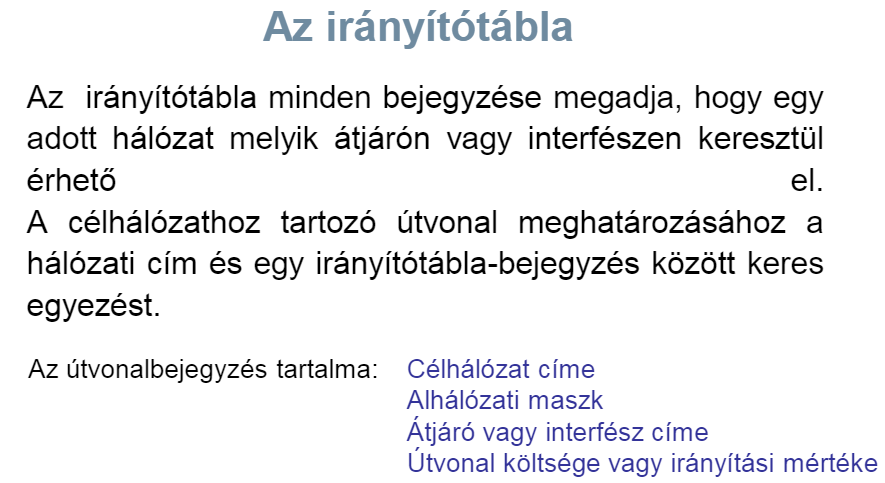 Az irányítótábla
Az irányítótábla minden bejegyzése megadja, hogy egy
adott hálózat melyik átjárón vagy interfészen keresztül
érhető el.
A célhálózathoz tartozó útvonal meghatározásához a
hálózati cím és egy irányítótábla-bejegyzés között keres
egyezést.
Az útvonalbejegyzés tartalma: Célhálózat címe
Alhálózati maszk
Átjáró vagy interfész címe
Útvonal költsége vagy irányítási mértéke